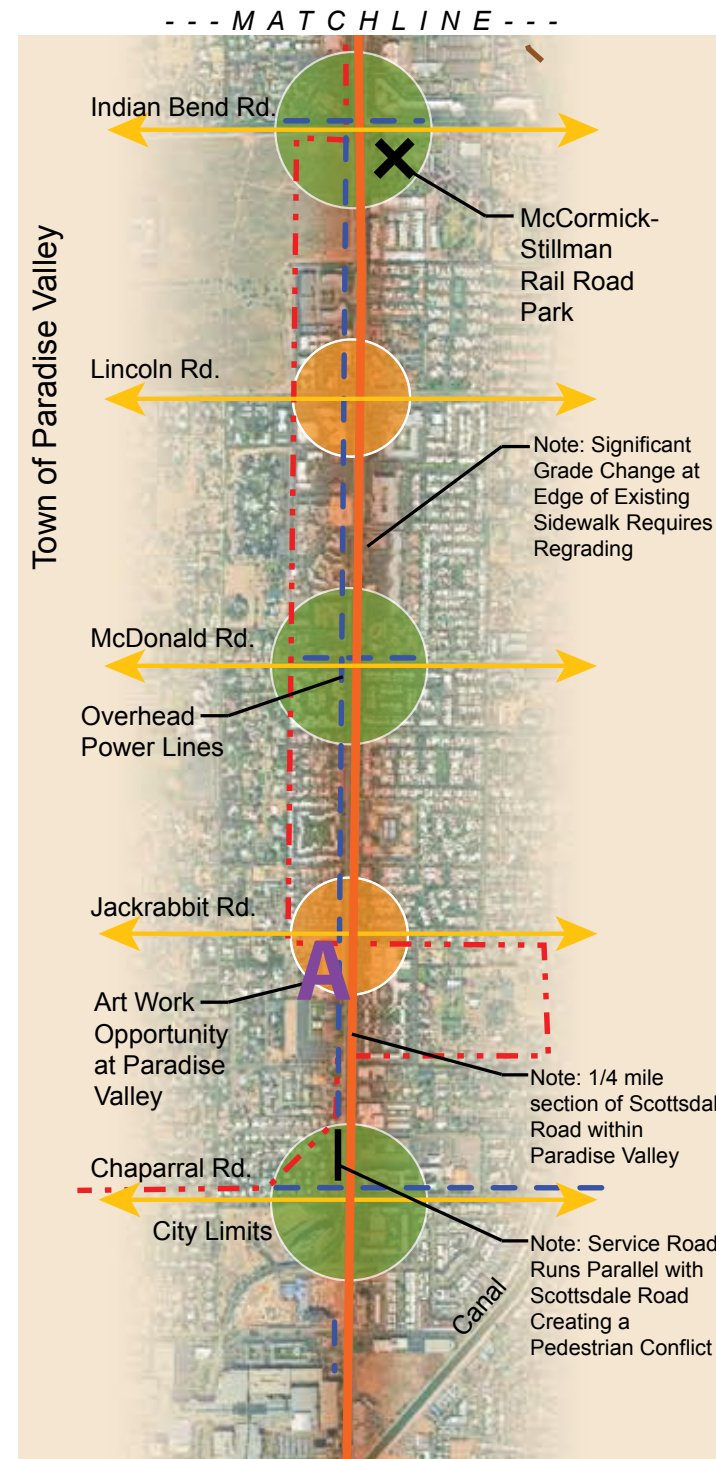 - - - M A T C H L I N E - - -
Indian Bend Rd.
McCormick-
Stillman
Rail Road
Park
Town of Paradise Valley
Lincoln Rd.
Note: Significant
Grade Change at
Edge of Existing
Sidewalk Requires
Regrading
McDonald Rd.
Overhead
Power Lines
Jackrabbit Rd.
A
Art Work
Opportunity
at Paradise
Valley
Note: 1/4 mile
section of Scottsdal
Road within
Paradise Valley
Chaparral Rd.
City Limits
Note: Service Road
Runs Parallel with
Scottsdale Road
Creating a
Pedestrian Conflict
Canal